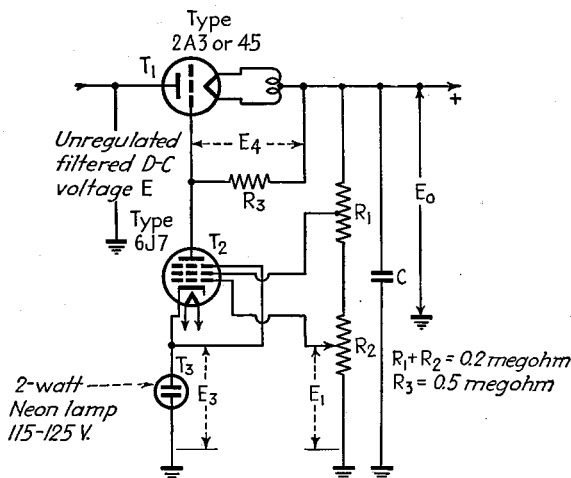 Type
2A3 or 45
T1
Unregulated
filtered D-C
voltage E
E4
R3
+
E0
R1
Type
6J7
T2
C
R2
R1+R2 = 0.2 megohm
R3 = 0.5 megohm
T3
2-watt
Neon lamp
115-125 V.
E3
E1